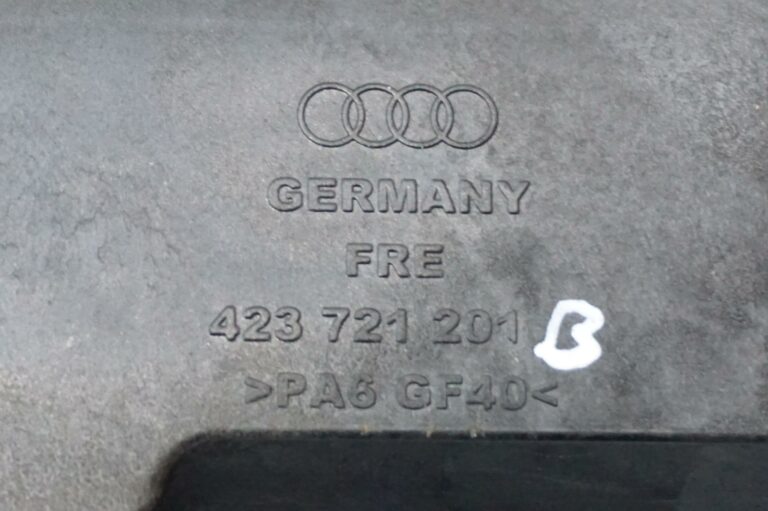 GERMANY
FRE
423 721 201 B
>PA6 GF40<